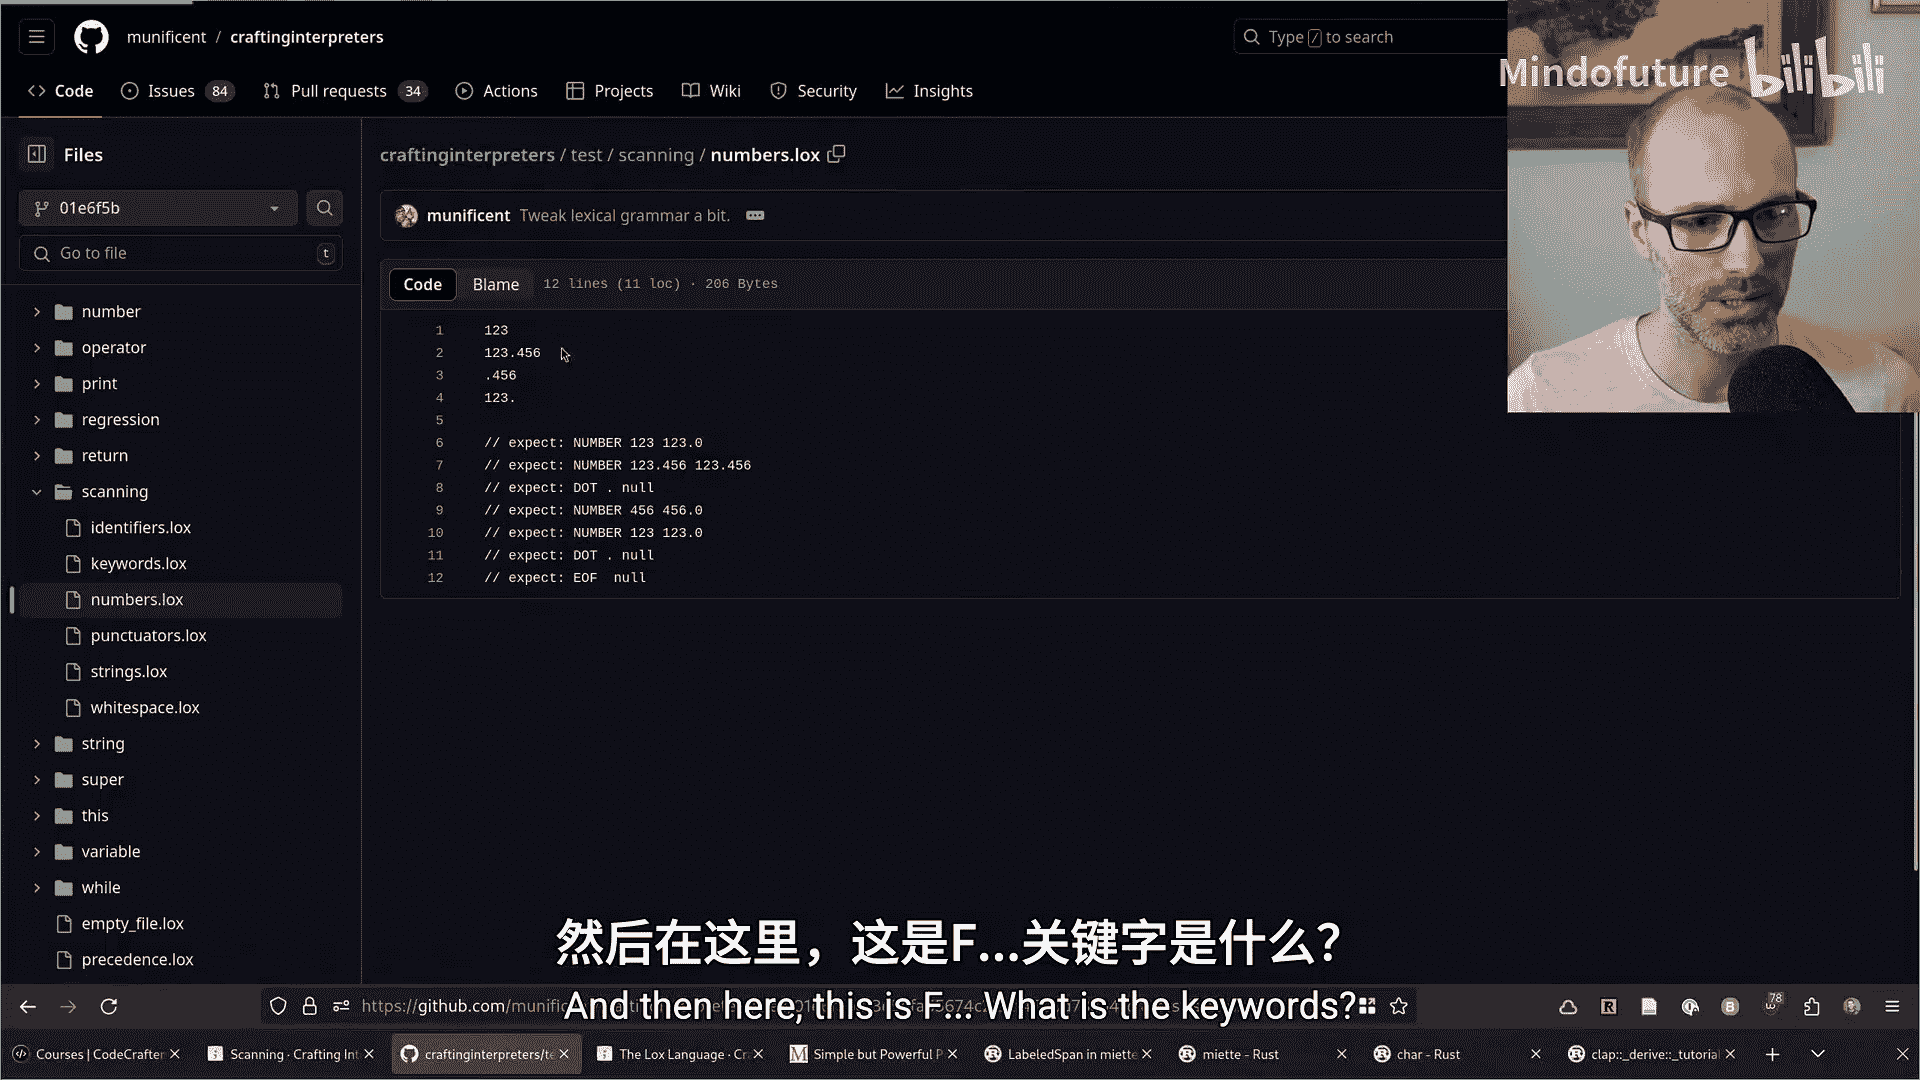 munificent / craftinginterpreters
Type / to search
Mindofuture bilibili
Code
Issues 84
Pull requests 34
Actions
Projects
Wiki
Security
Insights
Files
01e6f5b
Go to file
t
number
operator
print
regression
return
scanning
identifiers.lox
keywords.lox
numbers.lox
punctuators.lox
strings.lox
whitespace.lox
string
super
this
variable
while
empty_file.lox
precedence.lox
craftinginterpreters / test / scanning / numbers.lox
munificent Tweak lexical grammar a bit.
Code Blame 12 lines (11 loc) · 206 Bytes
1 123
2 123.456
3 .456
4 123.
5
6 // expect: NUMBER 123 123.0
7 // expect: NUMBER 123.456 123.456
8 // expect: DOT . null
9 // expect: NUMBER 456 456.0
10 // expect: NUMBER 123 123.0
11 // expect: DOT . null
12 // expect: EOF  null
然后在这里，这是F...关键字是什么？
And then here, this is F... What is the keywords?
https://github.com/munific
78
Courses | CodeCrafter
Scanning · Crafting Int
craftinginterpreters/te
The Lox Language · Cr
Simple but Powerful P
LabeledSpan in miette
miette - Rust
char - Rust
clap::_derive::_tutorial